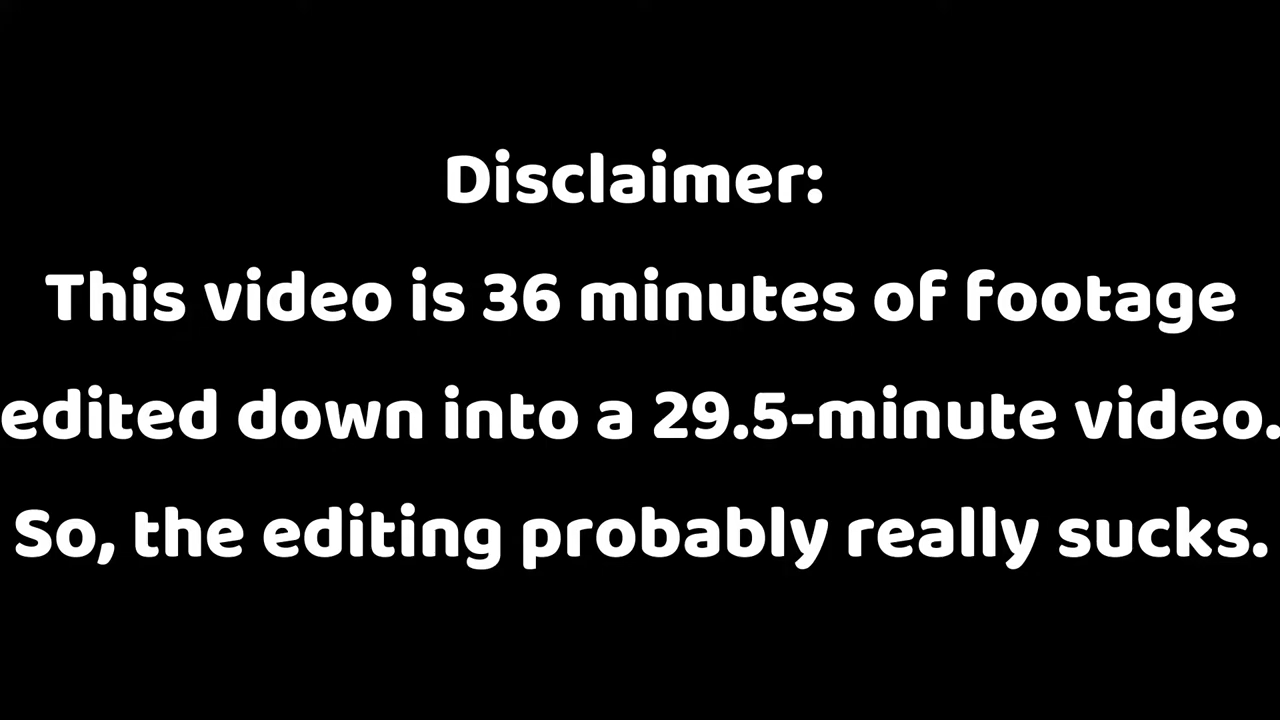 Disclaimer:
This video is 36 minutes of footage
edited down into a 29.5-minute video.
So, the editing probably really sucks.